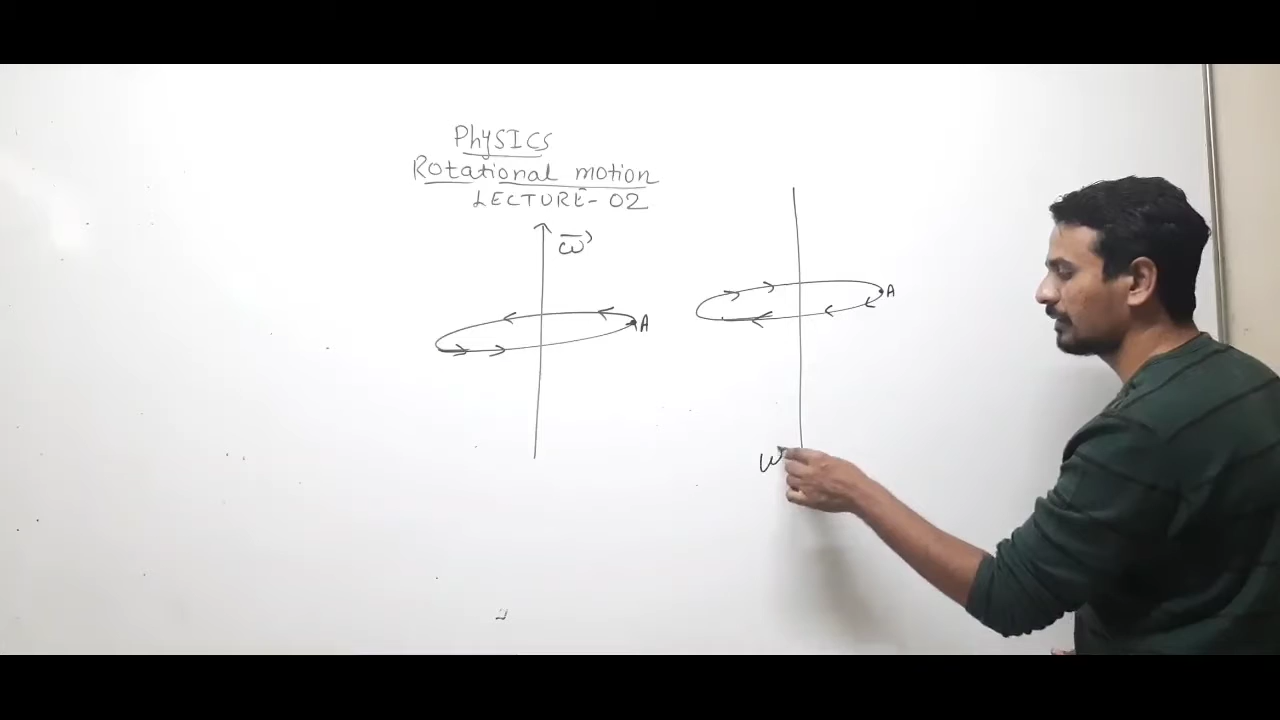 PhYSICS
Rotational motion
LECTURE-02
ω⃗
A
A
ω